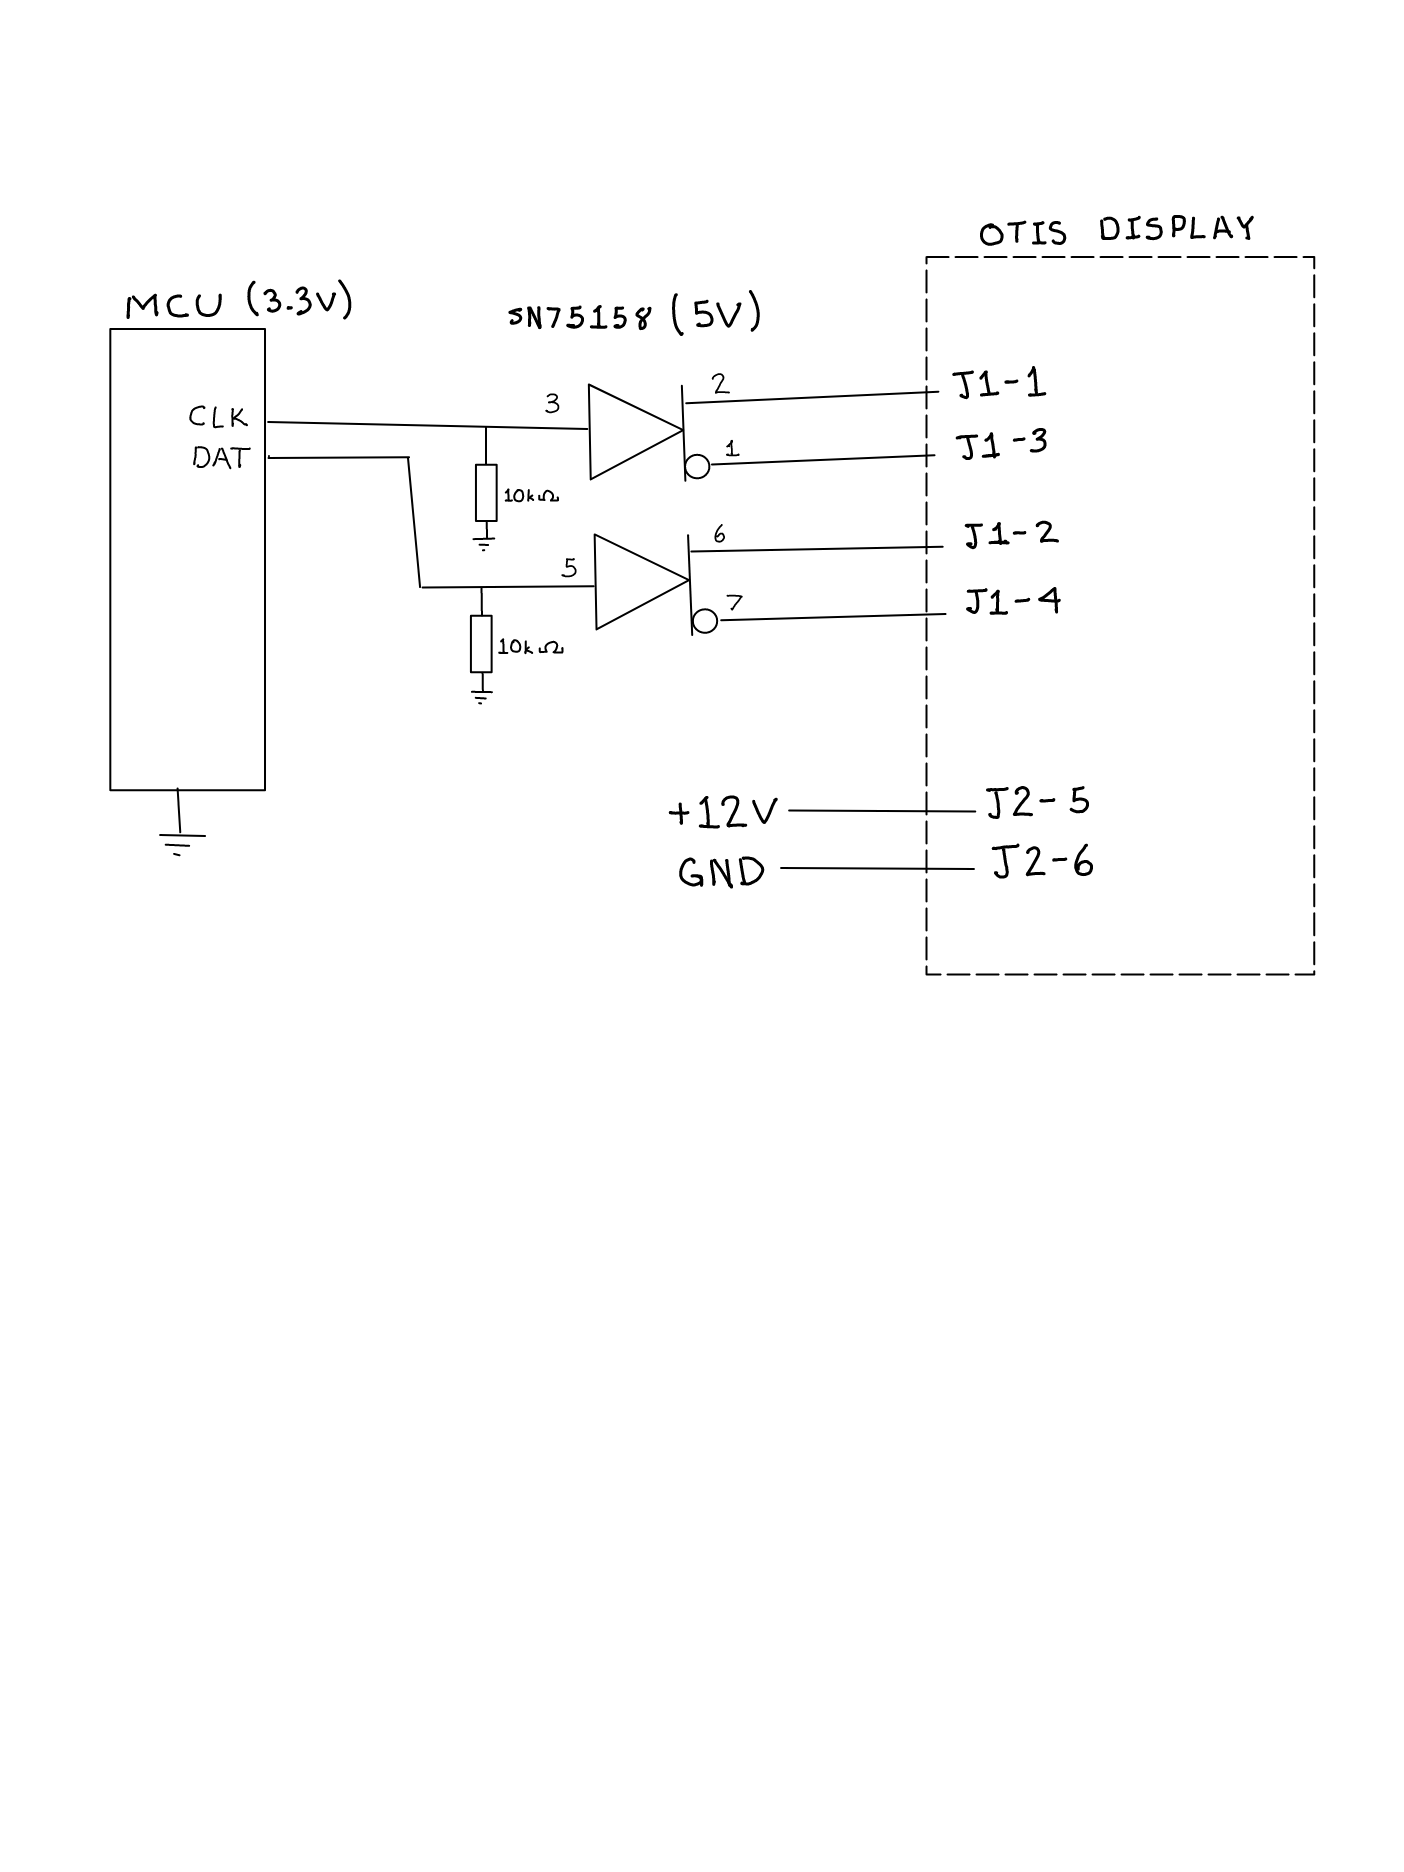 OTIS DISPLAY
MCU (3.3V)
SN75158 (5V)
CLK
DAT
3
2
1
10kΩ
J1-1
J1-3
5
6
7
10kΩ
J1-2
J1-4
+12V
J2-5
GND
J2-6